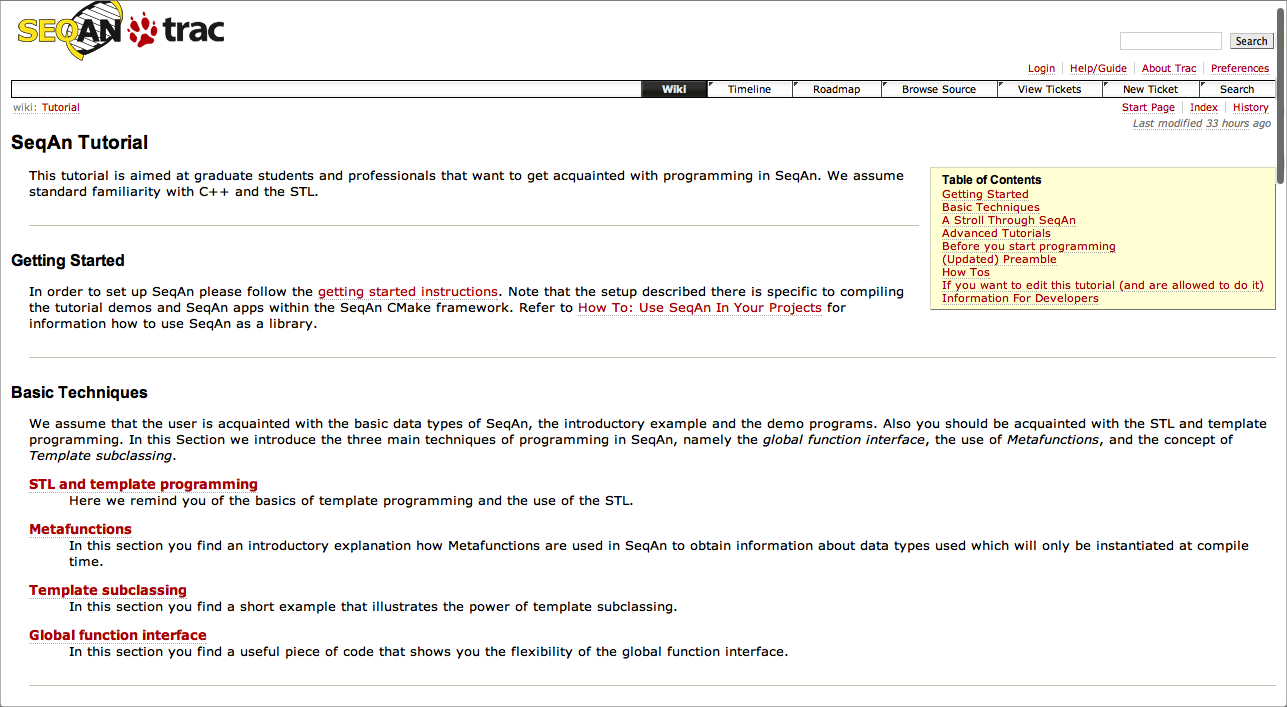 SEQAN trac
Search
Login Help/Guide About Trac Preferences
Wiki Timeline Roadmap Browse Source View Tickets New Ticket Search
wiki: Tutorial
Start Page Index History
Last modified 33 hours ago
SeqAn Tutorial
This tutorial is aimed at graduate students and professionals that want to get acquainted with programming in SeqAn. We assume
standard familiarity with C++ and the STL.
Table of Contents
Getting Started
Basic Techniques
A Stroll Through SeqAn
Advanced Tutorials
Before you start programming
(Updated) Preamble
How Tos
If you want to edit this tutorial (and are allowed to do it)
Information For Developers
Getting Started
In order to set up SeqAn please follow the getting started instructions. Note that the setup described there is specific to compiling
the tutorial demos and SeqAn apps within the SeqAn CMake framework. Refer to How To: Use SeqAn In Your Projects for
information how to use SeqAn as a library.
Basic Techniques
We assume that the user is acquainted with the basic data types of SeqAn, the introductory example and the demo programs. Also you should be acquainted with the STL and template
programming. In this Section we introduce the three main techniques of programming in SeqAn, namely the global function interface, the use of Metafunctions, and the concept of
Template subclassing.
STL and template programming
Here we remind you of the basics of template programming and the use of the STL.
Metafunctions
In this section you find an introductory explanation how Metafunctions are used in SeqAn to obtain information about data types used which will only be instantiated at compile
time.
Template subclassing
In this section you find a short example that illustrates the power of template subclassing.
Global function interface
In this section you find a useful piece of code that shows you the flexibility of the global function interface.